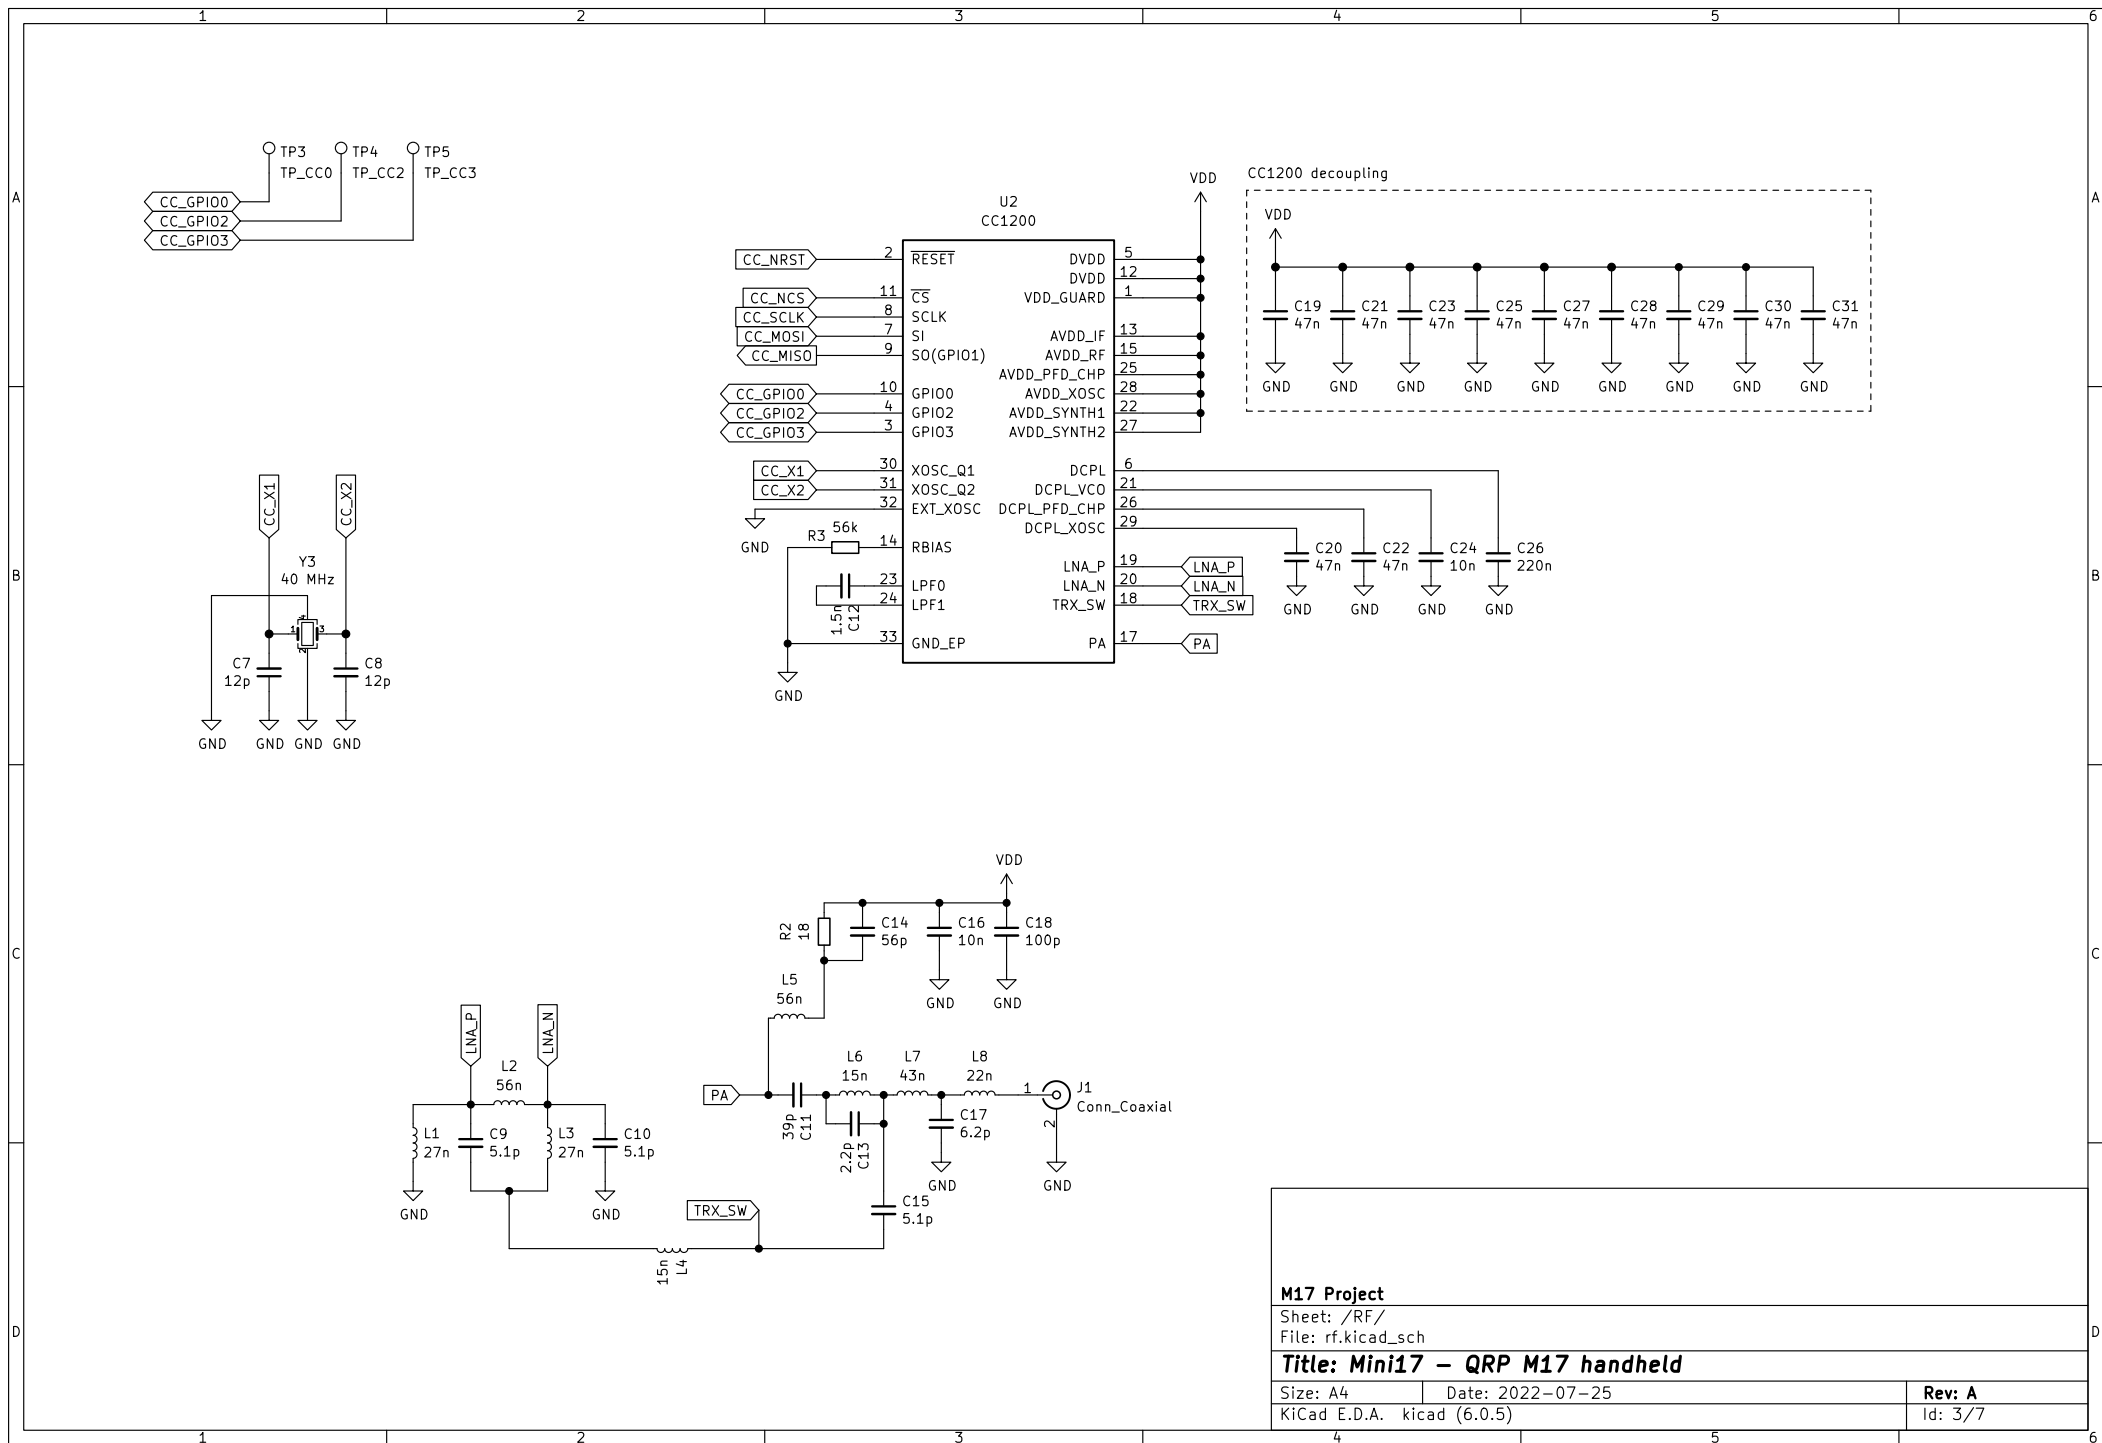 1 2 3 4 5 6
A
B
C
D
A
B
C
D
TP3
TP_CC0
TP4
TP_CC2
TP5
TP_CC3
CC_GPIO0
CC_GPIO2
CC_GPIO3
U2
CC1200
VDD
CC_NRST 2 RESET
CC_NCS 11 CS
CC_SCLK 8 SCLK
CC_MOSI 7 SI
CC_MISO 9 SO(GPIO1)
CC_GPIO0 10 GPIO0
CC_GPIO2 4 GPIO2
CC_GPIO3 3 GPIO3
CC_X1 30 XOSC_Q1
CC_X2 31 XOSC_Q2
32 EXT_XOSC
GND
R3 56k
14 RBIAS
23 LPF0
24 LPF1
1.5n
C12
33 GND_EP
GND
DVDD 5
DVDD 12
VDD_GUARD 1
AVDD_IF 13
AVDD_RF 15
AVDD_PFD_CHP 25
AVDD_XOSC 28
AVDD_SYNTH1 22
AVDD_SYNTH2 27
DCPL 6
DCPL_VCO 21
DCPL_PFD_CHP 26
DCPL_XOSC 29
LNA_P 19 LNA_P
LNA_N 20 LNA_N
TRX_SW 18 TRX_SW
PA 17 PA
C20 C22 C24 C26
47n 47n 10n 220n
GND GND GND GND
CC1200 decoupling
VDD
C19 C21 C23 C25 C27 C28 C29 C30 C31
47n 47n 47n 47n 47n 47n 47n 47n 47n
GND GND GND GND GND GND GND GND GND
CC_X1
CC_X2
Y3
40 MHz
4
1 3
2
C7
12p
C8
12p
GND GND GND GND
VDD
R2
18
C14
56p
C16
10n
C18
100p
GND GND
L5
56n
LNA_P
LNA_N
L2
56n
L1
27n
C9
5.1p
L3
27n
C10
5.1p
GND GND
PA
39p
C11
L6
15n
L7
43n
L8
22n
1
J1
Conn_Coaxial
2
2.2p
C13
C17
6.2p
GND GND
C15
5.1p
TRX_SW
15n
L4
M17 Project
Sheet: /RF/
File: rf.kicad_sch
Title: Mini17 – QRP M17 handheld
Size: A4 Date: 2022-07-25 Rev: A
KiCad E.D.A. kicad (6.0.5) Id: 3/7
1 2 3 4 5 6